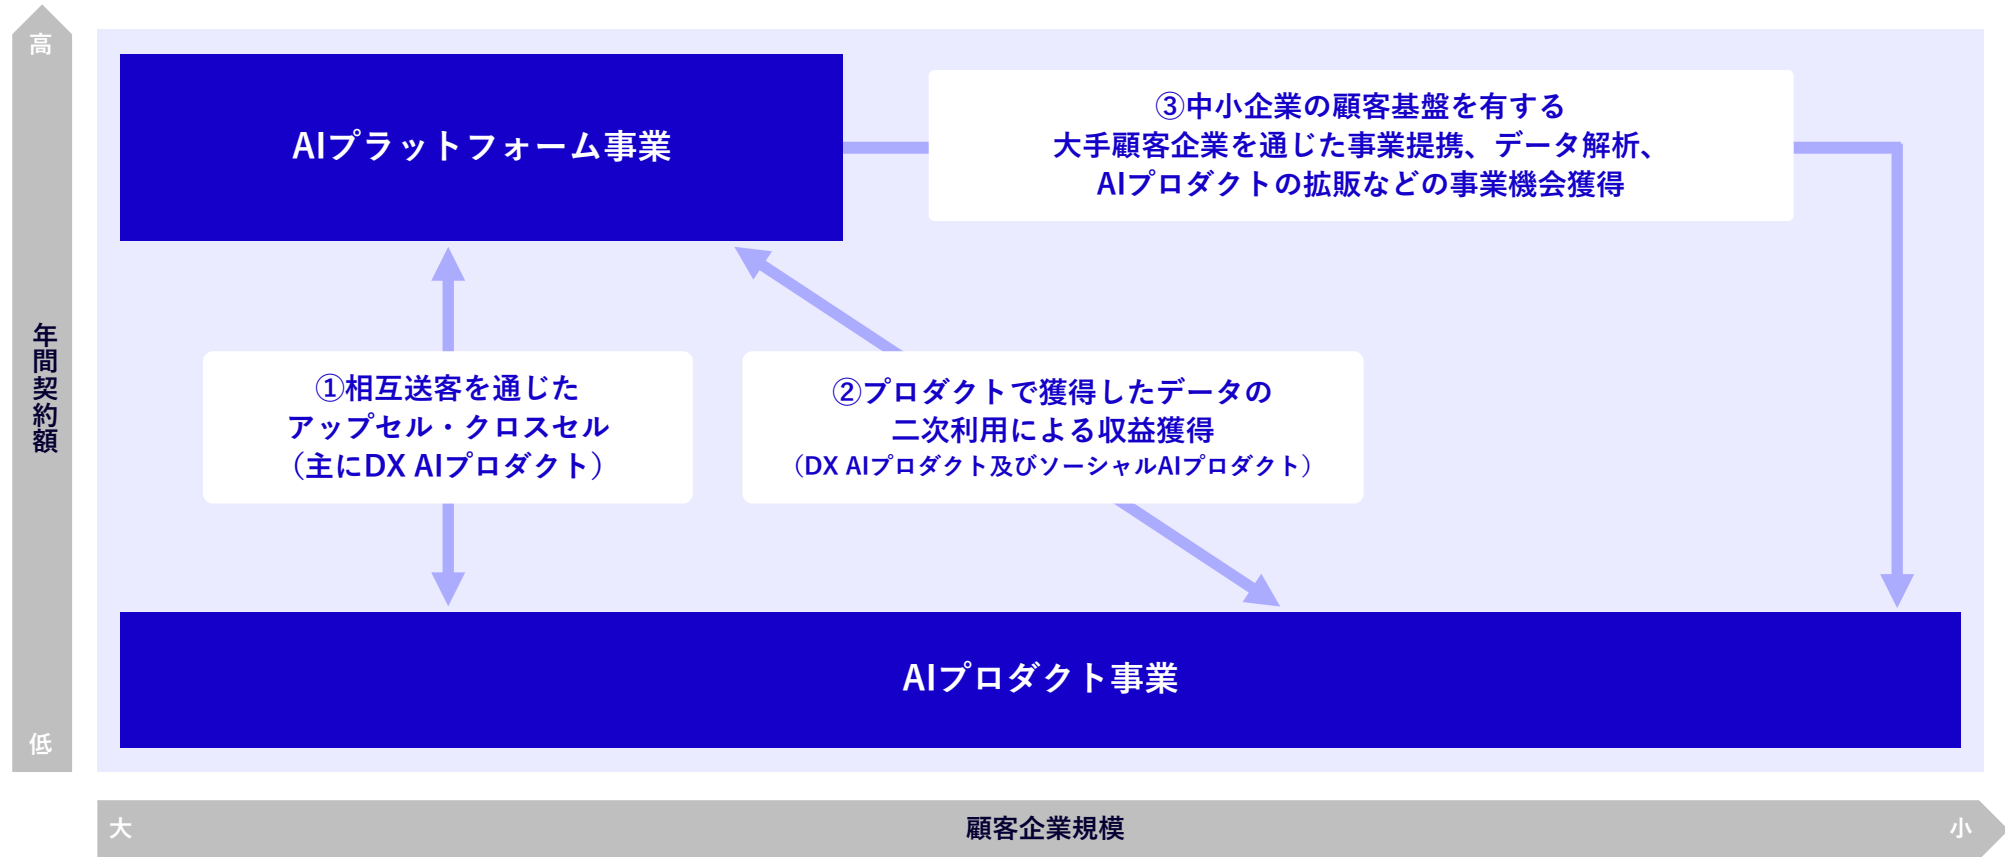 高
AIプラットフォーム事業
③中小企業の顧客基盤を有する
大手顧客企業を通じた事業提携、データ解析、
AIプロダクトの拡販などの事業機会獲得
年間契約額
①相互送客を通じた
アップセル・クロスセル
（主にDX AIプロダクト）
②プロダクトで獲得したデータの
二次利用による収益獲得
（DX AIプロダクト及びソーシャルAIプロダクト）
AIプロダクト事業
低
大
顧客企業規模
小